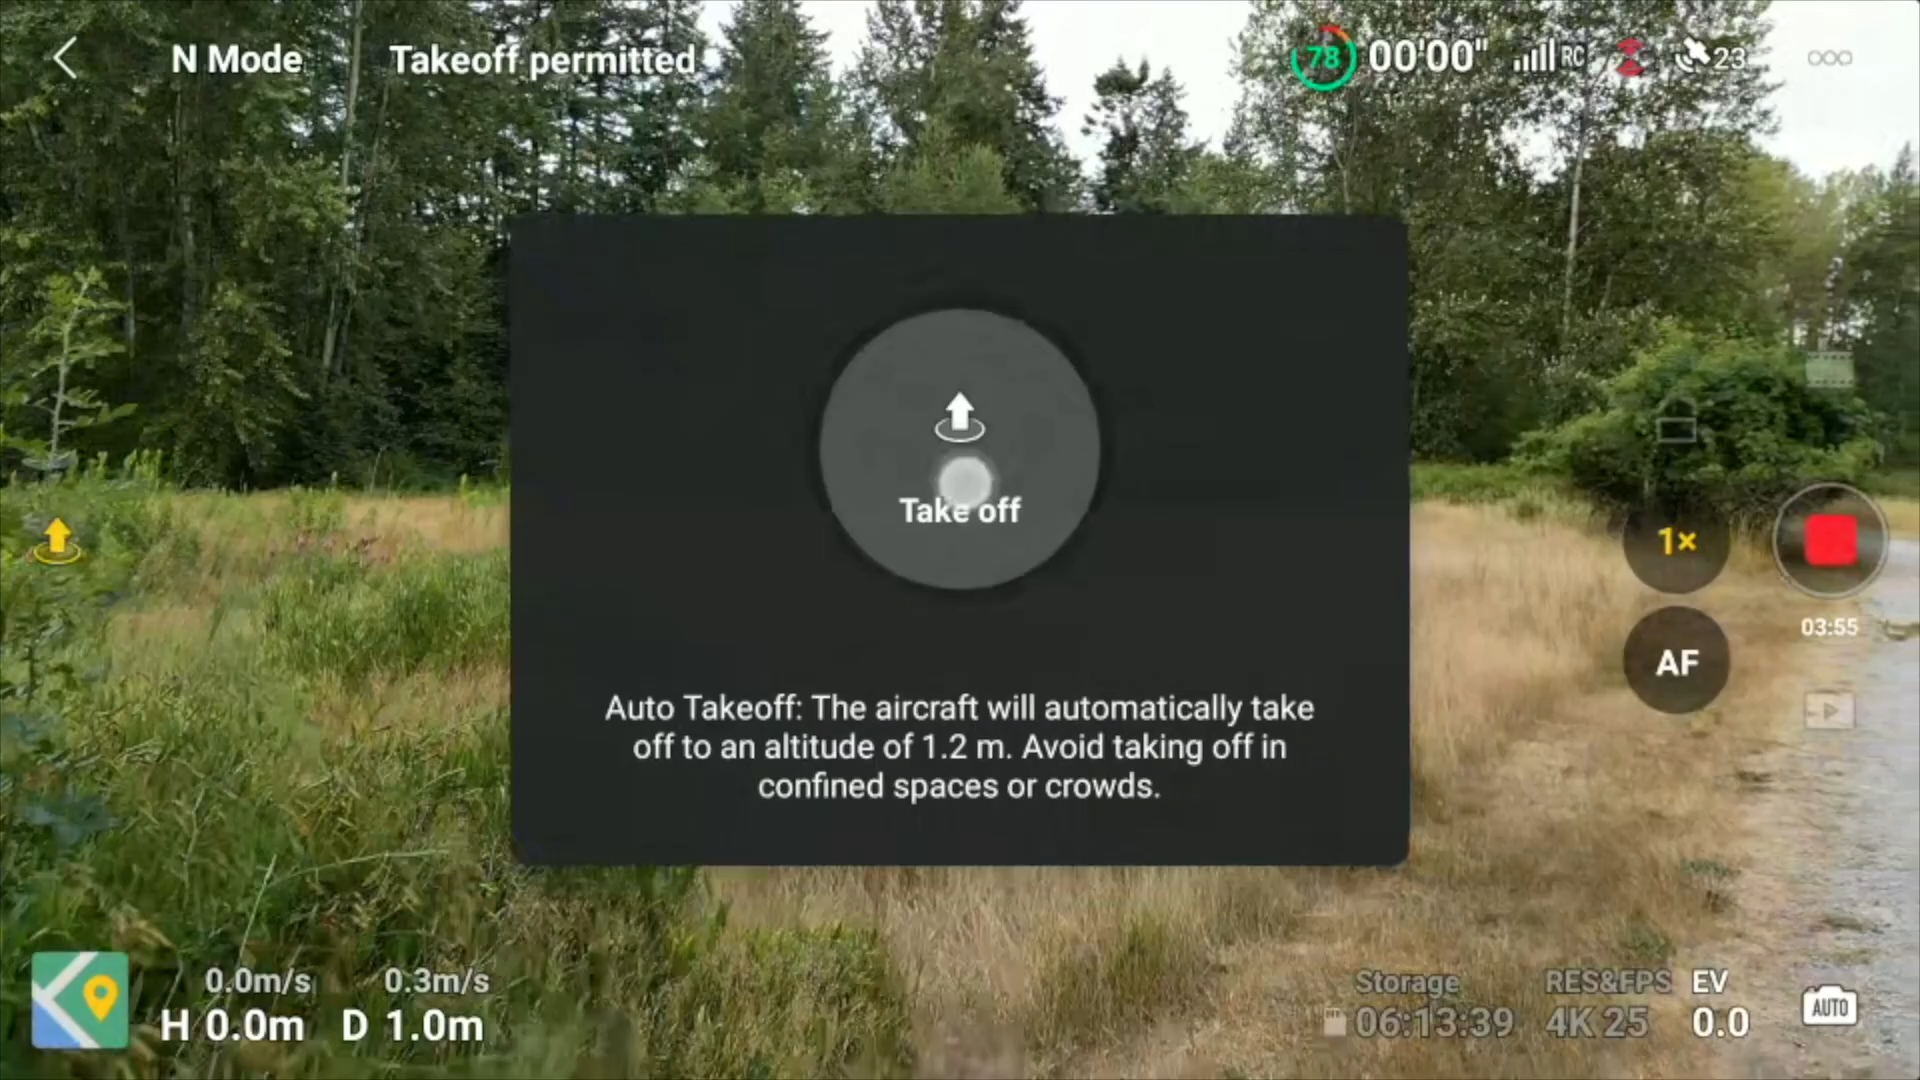 N Mode
Takeoff permitted
78
00'00"
RC
23
Take off
1×
03:55
AF
Auto Takeoff: The aircraft will automatically take
off to an altitude of 1.2 m. Avoid taking off in
confined spaces or crowds.
0.0m/s
0.3m/s
H 0.0m
D 1.0m
Storage
06:13:39
RES&FPS
4K 25
EV
0.0
AUTO